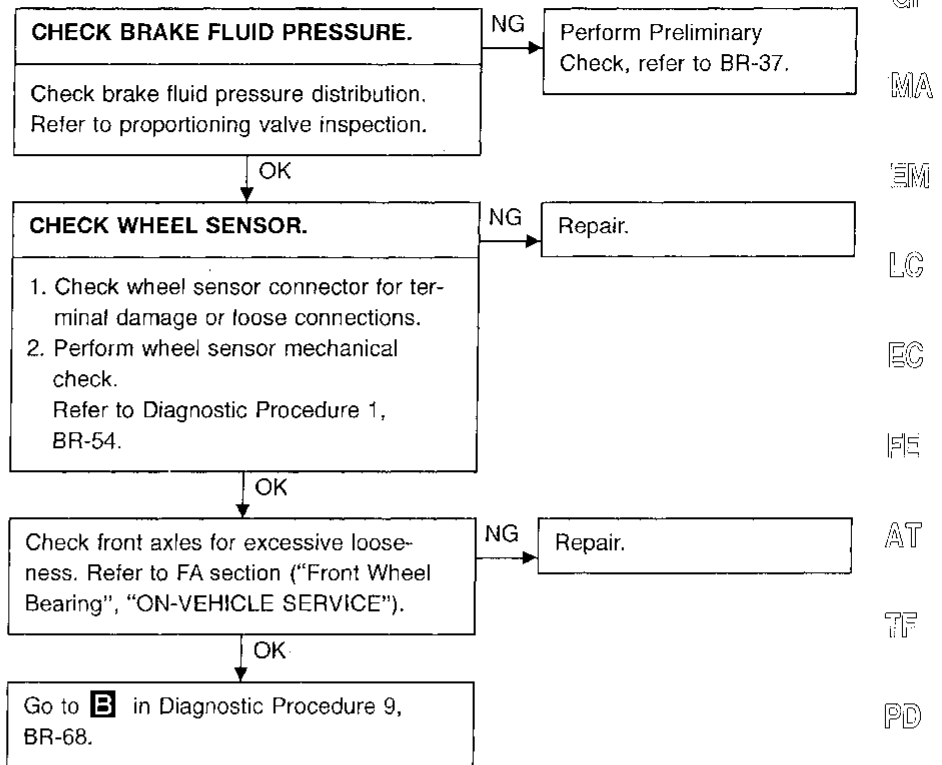 GI
CHECK BRAKE FLUID PRESSURE.
NG
Perform Preliminary
Check, refer to BR-37.
Check brake fluid pressure distribution.
Refer to proportioning valve inspection.
MA
OK
EM
CHECK WHEEL SENSOR.
NG
Repair.
1. Check wheel sensor connector for ter-
minal damage or loose connections.
2. Perform wheel sensor mechanical
check.
Refer to Diagnostic Procedure 1,
BR-54.
LC
EC
FE
OK
Check front axles for excessive loose-
ness. Refer to FA section ("Front Wheel
Bearing", "ON-VEHICLE SERVICE").
NG
Repair.
AT
TF
OK
Go to B in Diagnostic Procedure 9,
BR-68.
PD